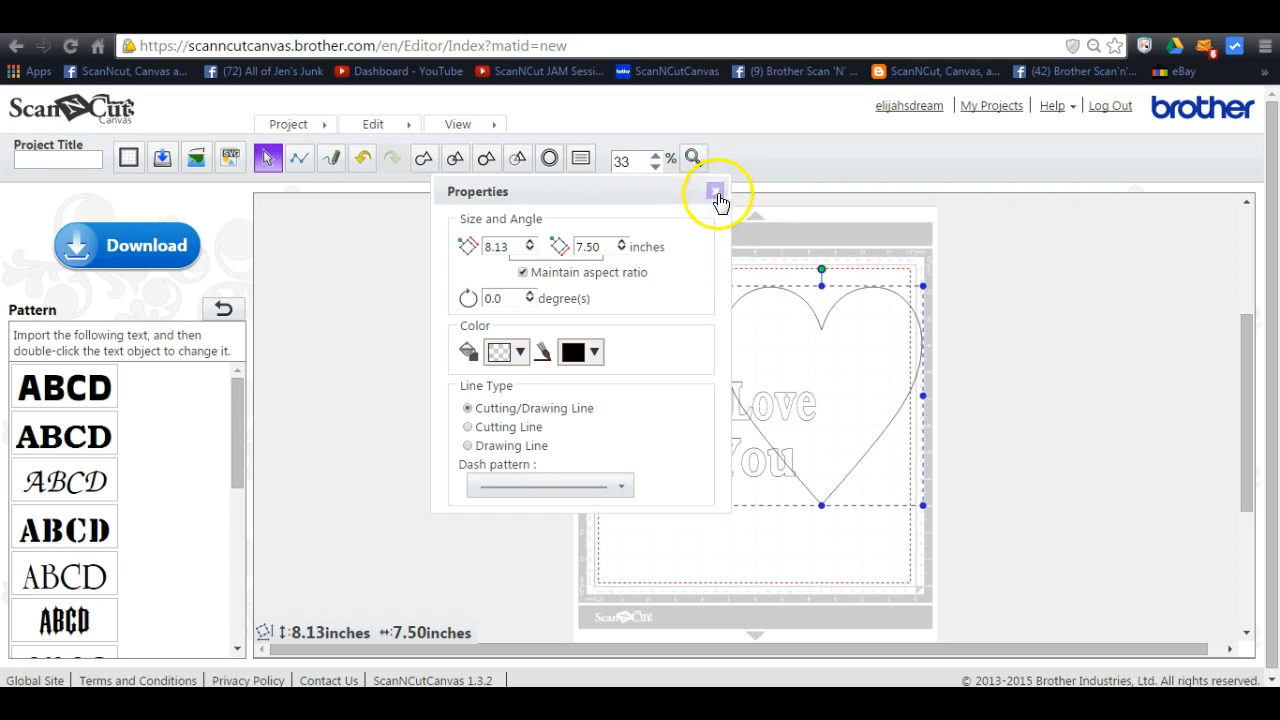 https://scanncutcanvas.brother.com/en/Editor/Index?matid=new
Apps ScanNcut, Canvas a... (72) All of Jen's Junk Dashboard - YouTube ScanNCut JAM Sessi... ScanNCutCanvas (9) Brother Scan 'N' ... ScanNCut, Canvas, a... (42) Brother Scan'n'... eBay »
ScanNCut Canvas
elijahsdream My Projects Help Log Out brother
Project Edit View
Project Title
SVG
33 %
Properties
Size and Angle
8.13 7.50 inches
Maintain aspect ratio
0.0 degree(s)
Color
Line Type
Cutting/Drawing Line
Cutting Line
Drawing Line
Dash pattern :
Download
Pattern
Import the following text, and then
double-click the text object to change it.
ABCD
ABCD
ABCD
ABCD
ABCD
ABCD
Love
You
ScanNCut
8.13inches 7.50inches
Global Site Terms and Conditions Privacy Policy Contact Us ScanNCutCanvas 1.3.2 © 2013-2015 Brother Industries, Ltd. All rights reserved.